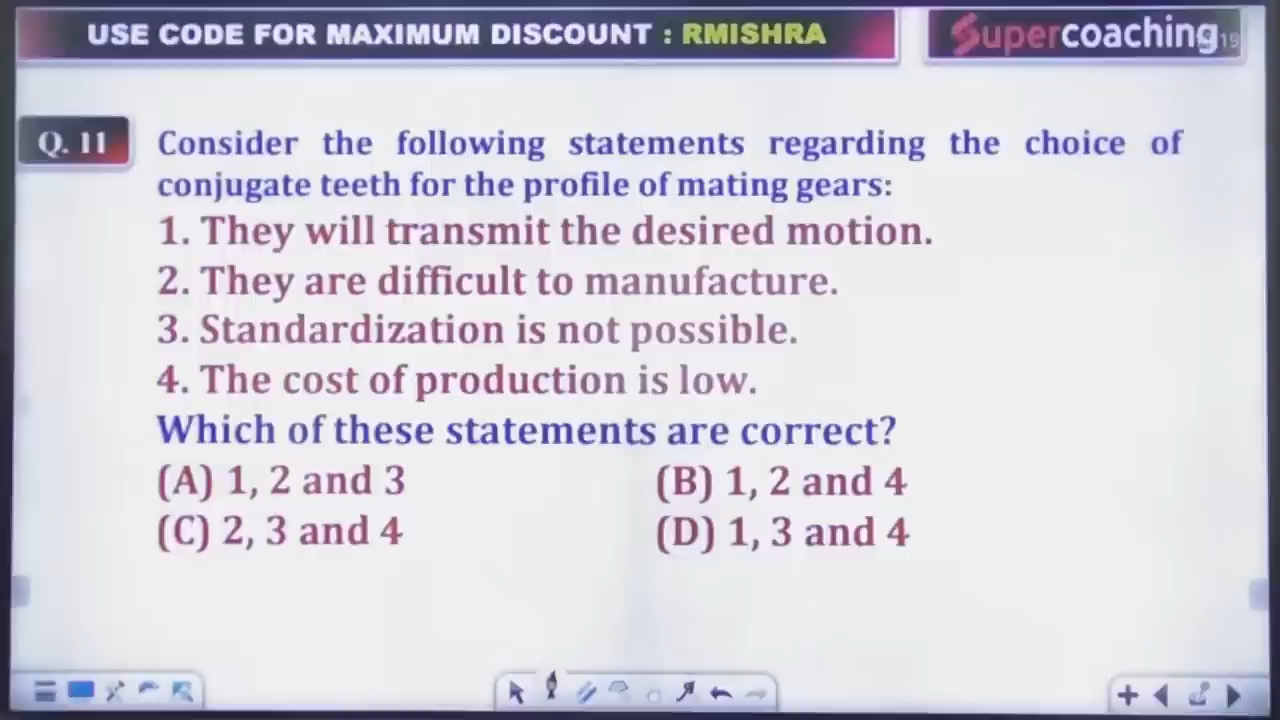 USE CODE FOR MAXIMUM DISCOUNT : RMISHRA
Supercoaching
19
Q. 11
Consider the following statements regarding the choice of
conjugate teeth for the profile of mating gears:
1. They will transmit the desired motion.
2. They are difficult to manufacture.
3. Standardization is not possible.
4. The cost of production is low.
Which of these statements are correct?
(A) 1, 2 and 3 (B) 1, 2 and 4
(C) 2, 3 and 4 (D) 1, 3 and 4